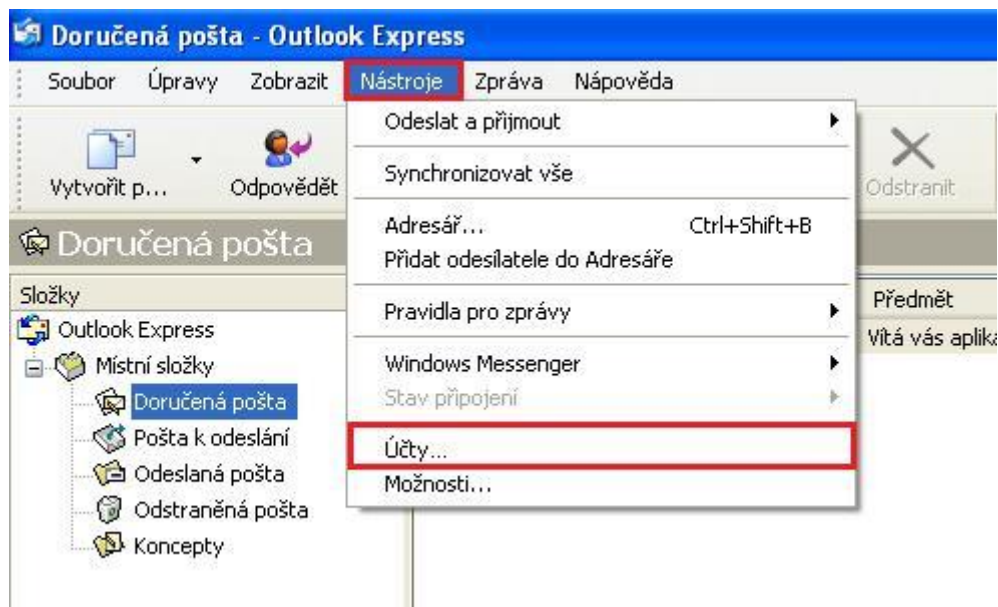 Doručená pošta - Outlook Express
Soubor Úpravy Zobrazit Nástroje Zpráva Nápověda
Vytvořit p... Odpovědět Odstranit
Odeslat a přijmout
Synchronizovat vše
Adresář... Ctrl+Shift+B
Přidat odesílatele do Adresáře
Pravidla pro zprávy
Windows Messenger
Stav připojení
Účty...
Možnosti...
Doručená pošta
Složky
Outlook Express
Místní složky
Doručená pošta
Pošta k odeslání
Odeslaná pošta
Odstraněná pošta
Koncepty
Předmět
Vítá vás aplika